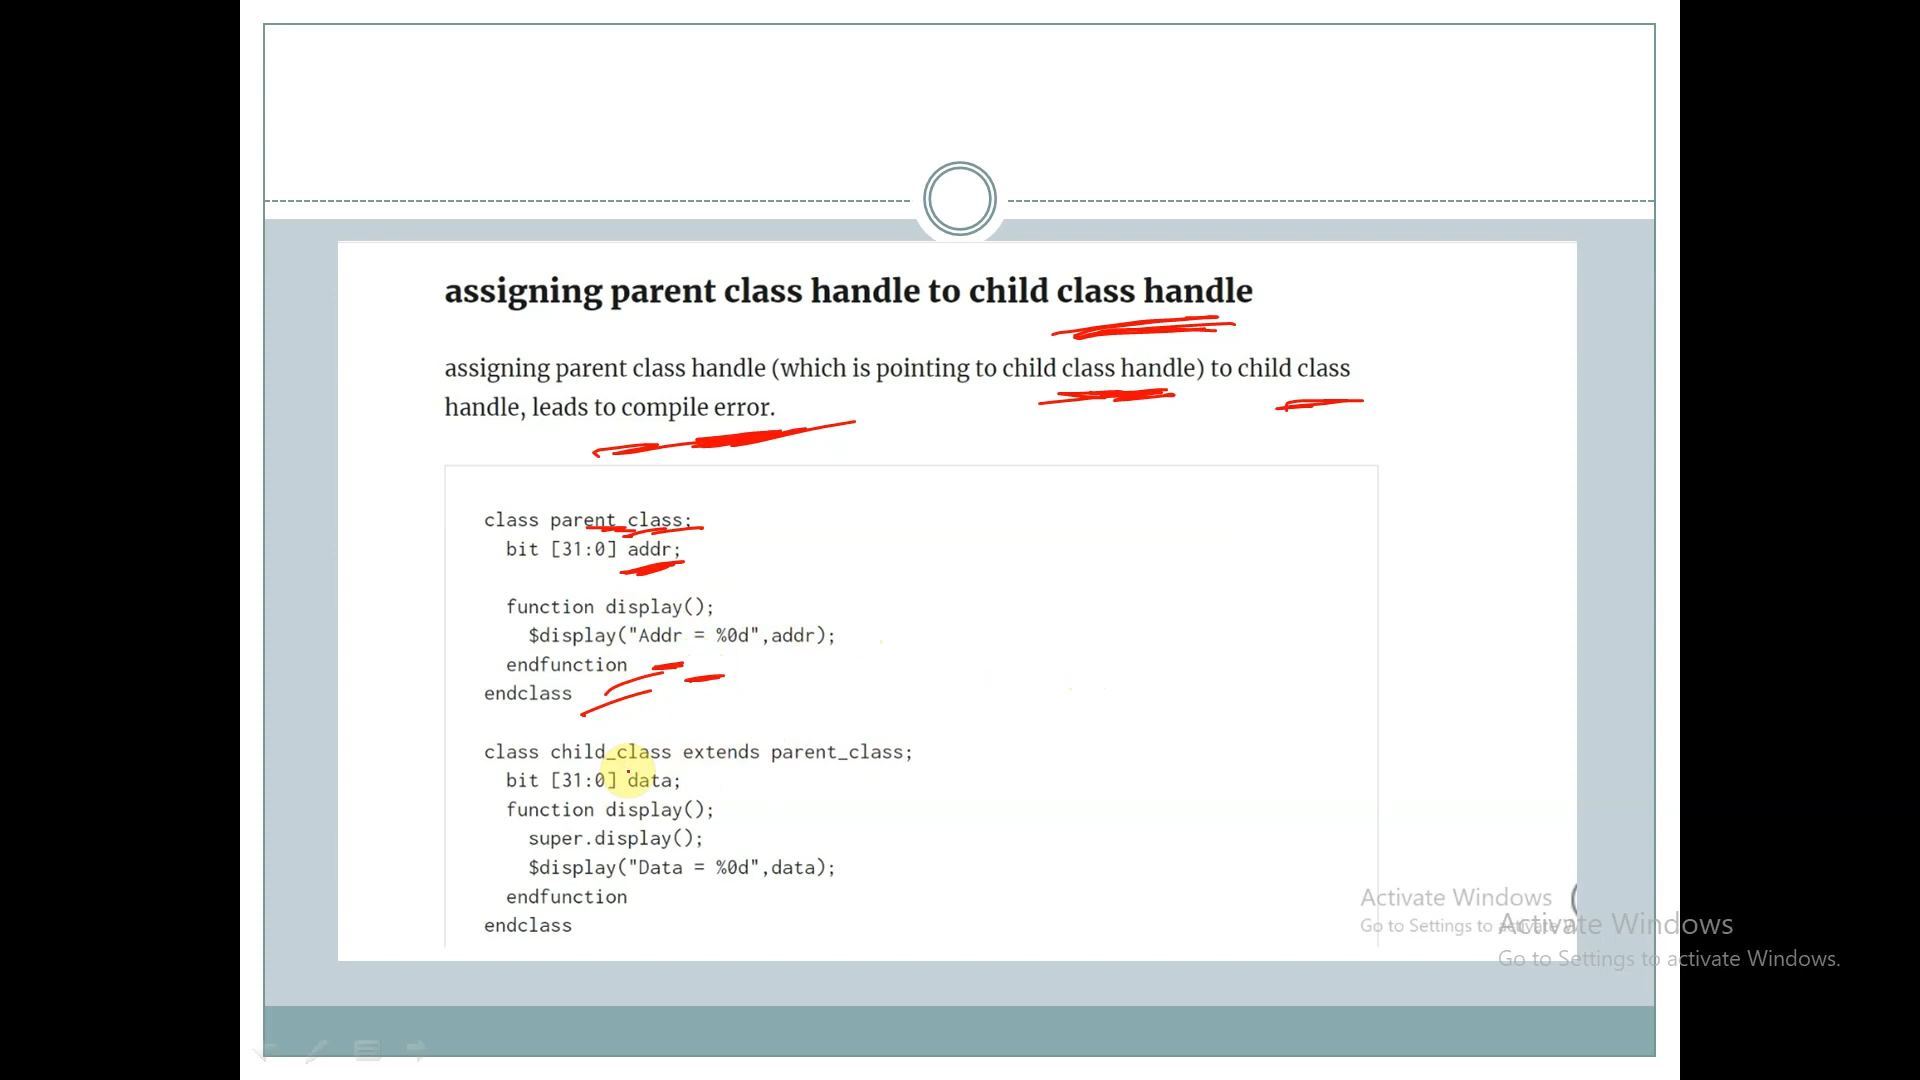 assigning parent class handle to child class handle
assigning parent class handle (which is pointing to child class handle) to child class
handle, leads to compile error.
class parent_class;
bit [31:0] addr;
function display();
$display("Addr = %0d",addr);
endfunction
endclass
class child_class extends parent_class;
bit [31:0] data;
function display();
super.display();
$display("Data = %0d",data);
endfunction
endclass
Activate Windows
Go to Settings to
Activate Windows
Go to Settings to activate Windows.